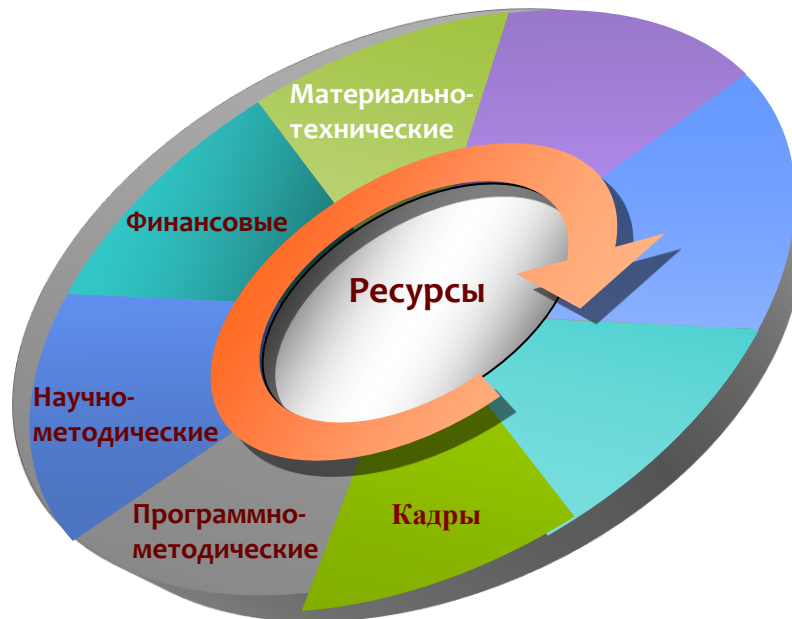 Материально-
технические
Финансовые
Ресурсы
Научно-
методические
Программно-
методические
Кадры